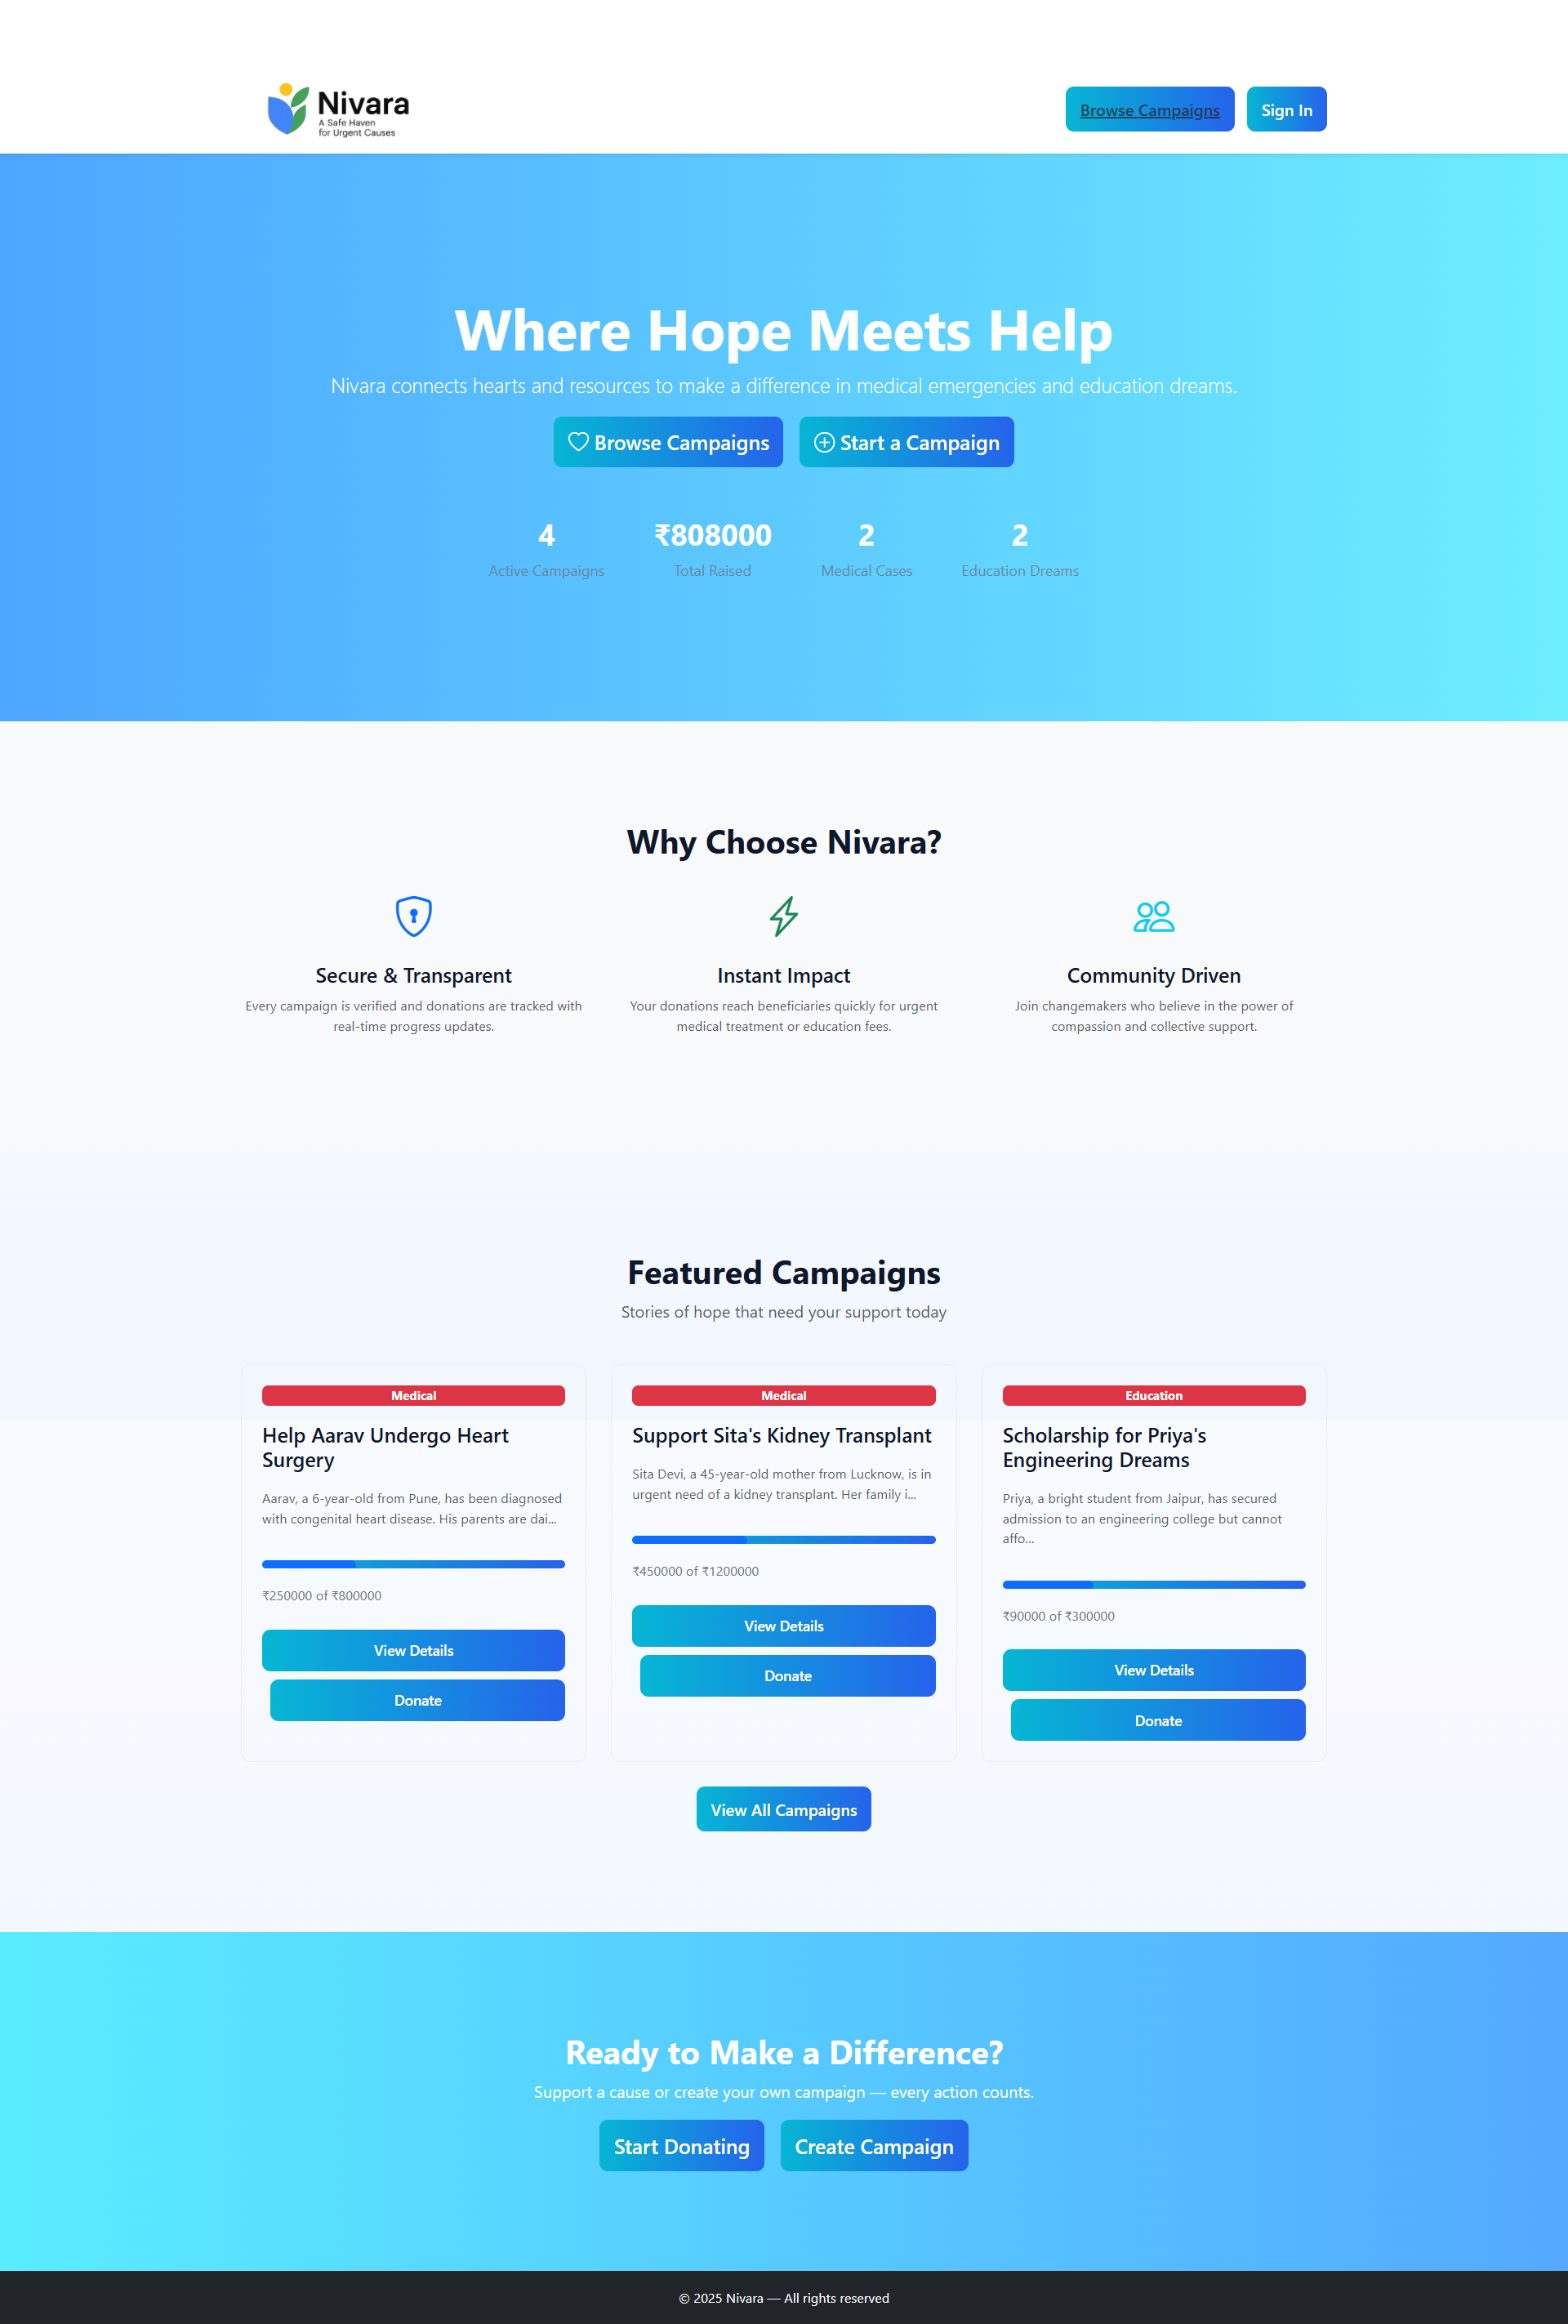 Nivara
A Safe Haven
for Urgent Causes
Browse Campaigns
Sign In
Where Hope Meets Help
Nivara connects hearts and resources to make a difference in medical emergencies and education dreams.
Browse Campaigns
Start a Campaign
4
Active Campaigns
₹808000
Total Raised
2
Medical Cases
2
Education Dreams
Why Choose Nivara?
Secure & Transparent
Every campaign is verified and donations are tracked with
real-time progress updates.
Instant Impact
Your donations reach beneficiaries quickly for urgent
medical treatment or education fees.
Community Driven
Join changemakers who believe in the power of
compassion and collective support.
Featured Campaigns
Stories of hope that need your support today
Medical
Help Aarav Undergo Heart
Surgery
Aarav, a 6-year-old from Pune, has been diagnosed
with congenital heart disease. His parents are dai...
₹250000 of ₹800000
View Details
Donate
Medical
Support Sita's Kidney Transplant
Sita Devi, a 45-year-old mother from Lucknow, is in
urgent need of a kidney transplant. Her family i...
₹450000 of ₹1200000
View Details
Donate
Education
Scholarship for Priya's
Engineering Dreams
Priya, a bright student from Jaipur, has secured
admission to an engineering college but cannot
affo...
₹90000 of ₹300000
View Details
Donate
View All Campaigns
Ready to Make a Difference?
Support a cause or create your own campaign — every action counts.
Start Donating
Create Campaign
© 2025 Nivara — All rights reserved